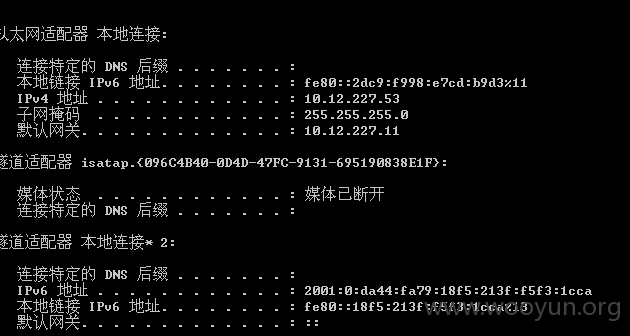 以太网适配器 本地连接:
连接特定的 DNS 后缀 . . . . . . . :
本地链接 IPv6 地址. . . . . . . . : fe80::2dc9:f998:e7cd:b9d3%11
IPv4 地址 . . . . . . . . . . . . : 10.12.227.53
子网掩码 . . . . . . . . . . . . : 255.255.255.0
默认网关. . . . . . . . . . . . . : 10.12.227.11
隧道适配器 isatap.{096C4B40-0D4D-47FC-9131-695190838E1F}:
媒体状态 . . . . . . . . . . . . : 媒体已断开
连接特定的 DNS 后缀 . . . . . . . :
隧道适配器 本地连接* 2:
连接特定的 DNS 后缀 . . . . . . . :
IPv6 地址 . . . . . . . . . . . . : 2001:0:da44:fa79:18f5:213f:f5f3:1cca
本地链接 IPv6 地址. . . . . . . . : fe80::18f5:213f:f5f3:1cca%13
默认网关. . . . . . . . . . . . . : ::
www.wooyun.org